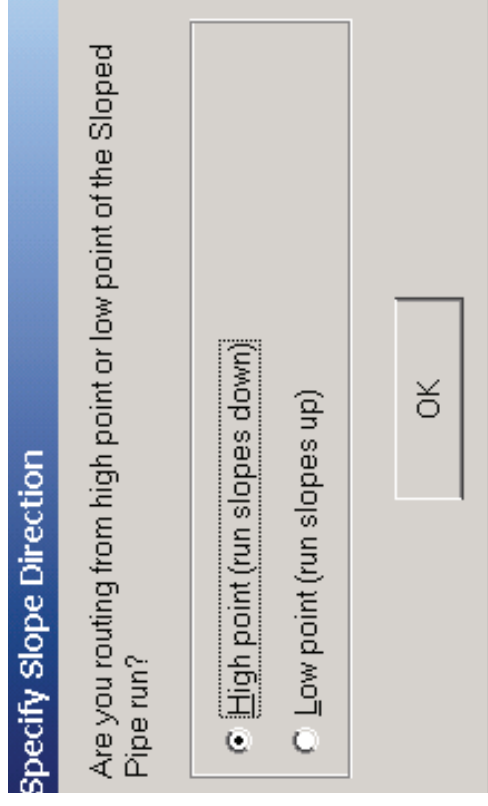 Specify Slope Direction
Are you routing from high point or low point of the Sloped
Pipe run?
High point (run slopes down)
Low point (run slopes up)
OK